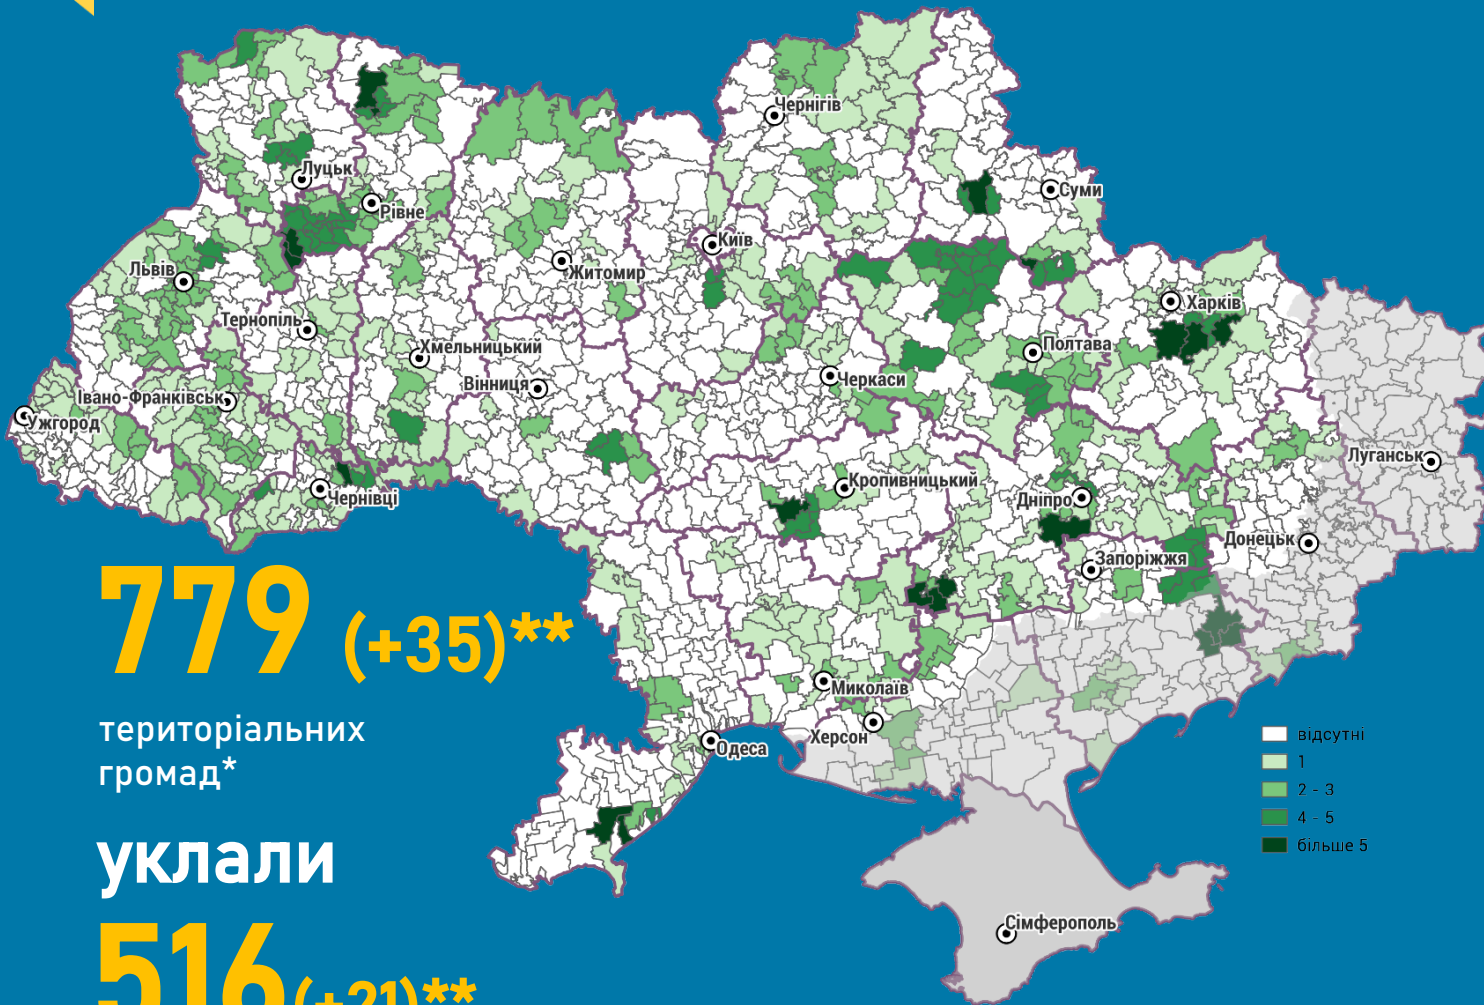 Чернігів
Луцьк
Рівне
Суми
Київ
Житомир
Львів
Харків
Тернопіль
Хмельницький
Полтава
Вінниця
Черкаси
Івано-Франківськ
Ужгород
Луганськ
Кропивницький
Чернівці
Дніпро
Донецьк
Запоріжжя
779 (+35)**
Миколаїв
територіальних
громад*
Херсон
Одеса
відсутні
1
2 - 3
4 - 5
більше 5
уклали
Сімферополь
516 (+21)**